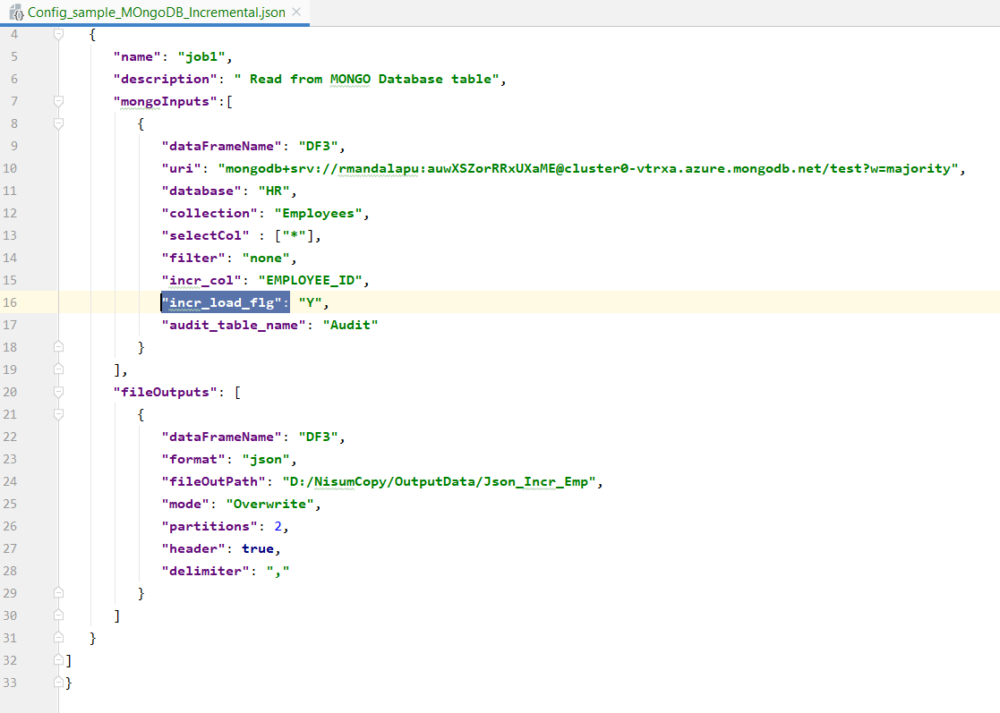 Config_sample_MOngoDB_Incremental.json
4 {
5 "name": "job1",
6 "description": " Read from MONGO Database table",
7 "mongoInputs":[
8 {
9 "dataFrameName": "DF3",
10 "uri": "mongodb+srv://rmandalapu:auwXSZorRRxUXaME@cluster0-vtrxa.azure.mongodb.net/test?w=majority",
11 "database": "HR",
12 "collection": "Employees",
13 "selectCol" : ["*"],
14 "filter": "none",
15 "incr_col": "EMPLOYEE_ID",
16 "incr_load_flg": "Y",
17 "audit_table_name": "Audit"
18 }
19 ],
20 "fileOutputs": [
21 {
22 "dataFrameName": "DF3",
23 "format": "json",
24 "fileOutPath": "D:/NisumCopy/OutputData/Json_Incr_Emp",
25 "mode": "Overwrite",
26 "partitions": 2,
27 "header": true,
28 "delimiter": ","
29 }
30 ]
31 }
32 ]
33 }